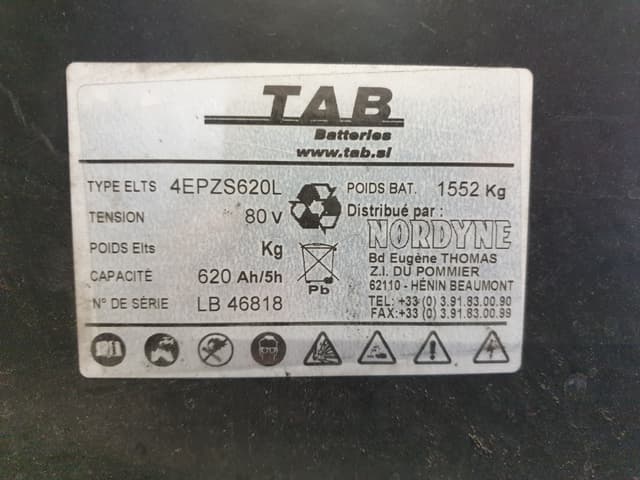 TAB
Batteries
www.tab.si
TYPE ELTS 4EPZS620L
TENSION 80 V
POIDS Elts Kg
CAPACITÉ 620 Ah/5h
N° DE SÉRIE LB 46818
Pb
POIDS BAT. 1552 Kg
Distribué par :
NORDYNE
Bd Eugène THOMAS
Z.I. DU POMMIER
62110 - HÉNIN BEAUMONT
TEL: +33 (0) 3.91.83.00.90
FAX:+33 (0) 3.91.83.00.99